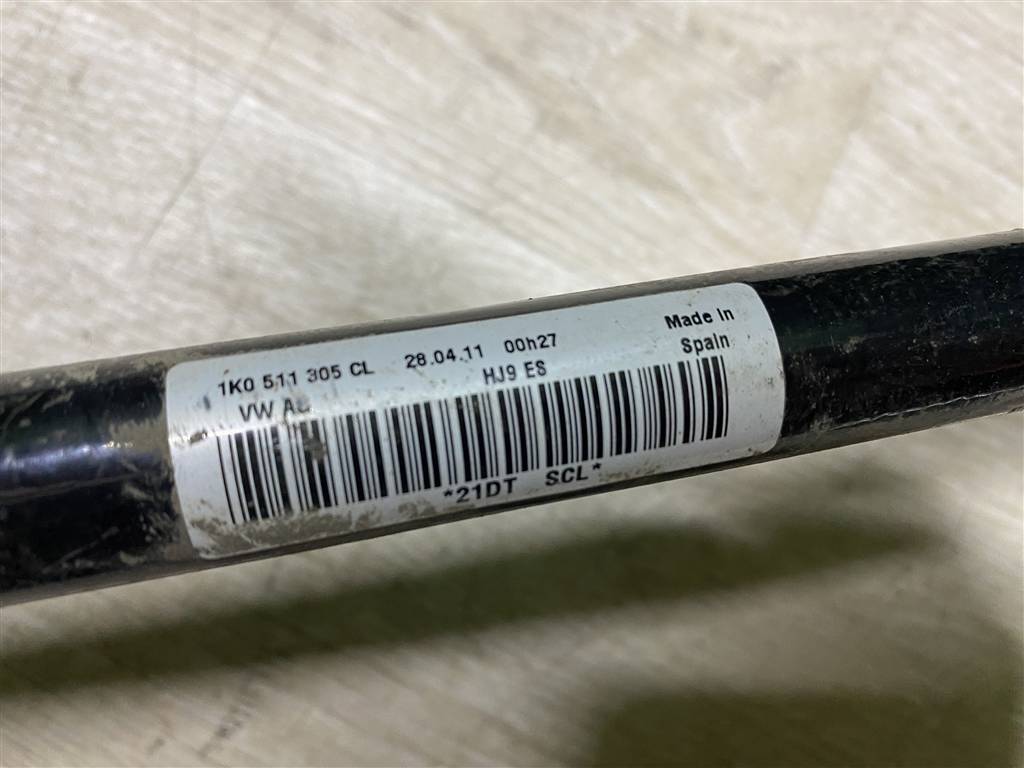 1K0 511 305 CL 28.04.11 00h27 Made in
VW HJ9 ES Spain
*21DT SCL*